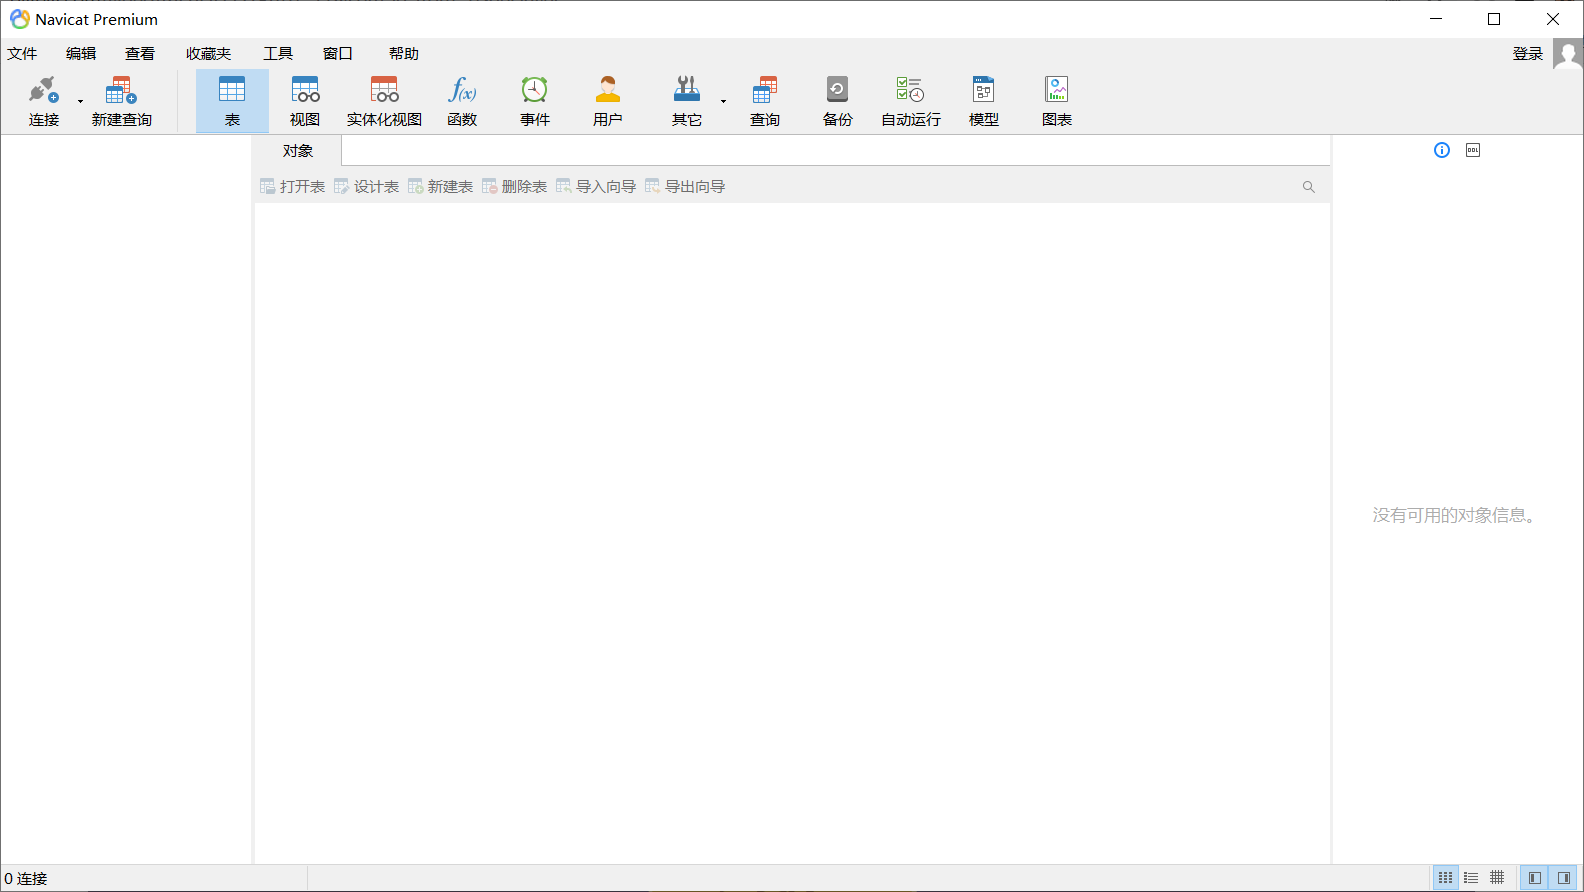 Navicat Premium
文件 编辑 查看 收藏夹 工具 窗口 帮助 登录
连接 新建查询 表 视图 实体化视图 函数 事件 用户 其它 查询 备份 自动运行 模型 图表
对象
打开表 设计表 新建表 删除表 导入向导 导出向导
没有可用的对象信息。
0 连接